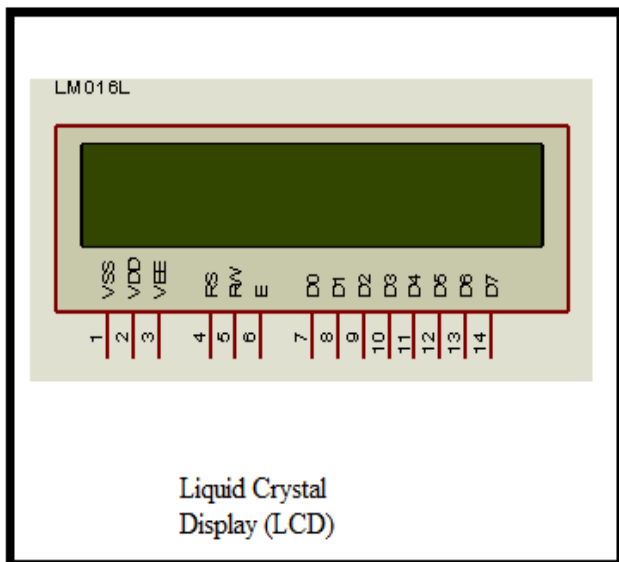 LM016L
VSS VDD VEE RS RW E D0 D1 D2 D3 D4 D5 D6 D7
1 2 3 4 5 6 7 8 9 10 11 12 13 14
Liquid Crystal
Display (LCD)